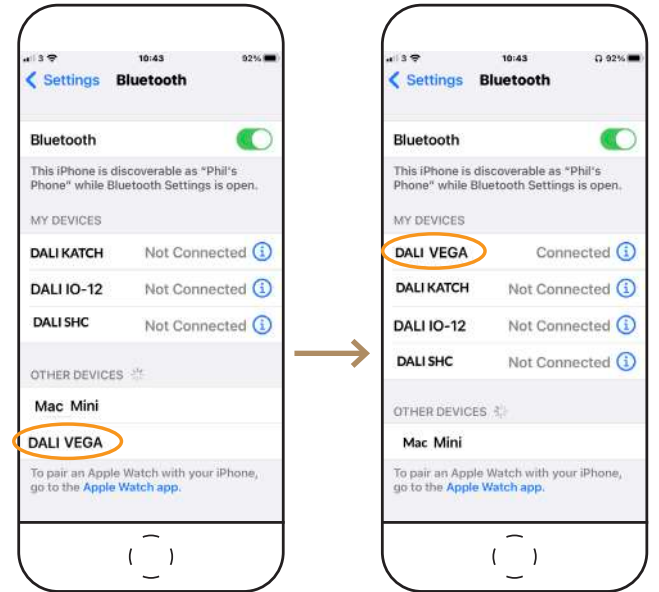 3 10:43 92%
Settings Bluetooth
Bluetooth
This iPhone is discoverable as “Phil's
Phone” while Bluetooth Settings is open.
MY DEVICES
DALI KATCH Not Connected i
DALI IO-12 Not Connected i
DALI SHC Not Connected i
OTHER DEVICES
Mac Mini
DALI VEGA
To pair an Apple Watch with your iPhone,
go to the Apple Watch app.
3 10:43 92%
Settings Bluetooth
Bluetooth
This iPhone is discoverable as “Phil's
Phone” while Bluetooth Settings is open.
MY DEVICES
DALI VEGA Connected i
DALI KATCH Not Connected i
DALI IO-12 Not Connected i
DALI SHC Not Connected i
OTHER DEVICES
Mac Mini
To pair an Apple Watch with your iPhone,
go to the Apple Watch app.